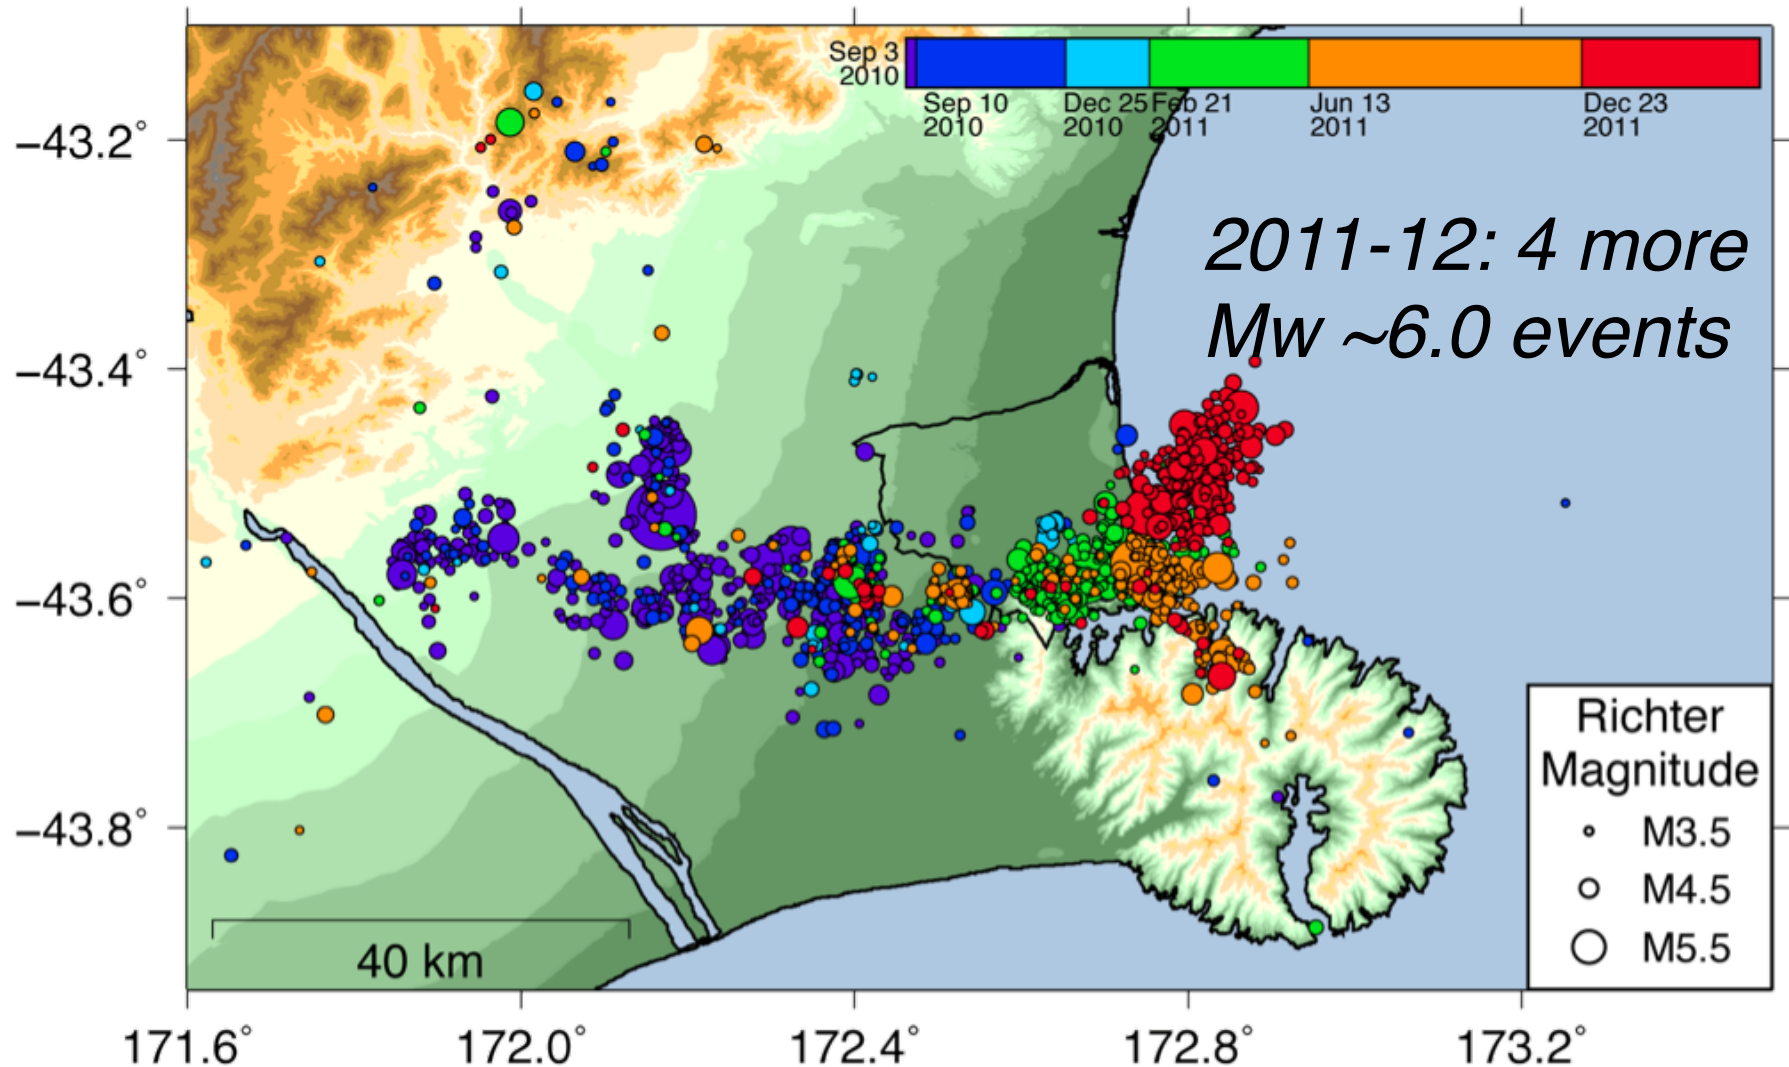 Sep 3
2010
Sep 10
2010
Dec 25
2010
Feb 21
2011
Jun 13
2011
Dec 23
2011
−43.2°
−43.4°
−43.6°
−43.8°
2011-12: 4 more
Mw ~6.0 events
Richter
Magnitude
M3.5
M4.5
M5.5
40 km
171.6°
172.0°
172.4°
172.8°
173.2°